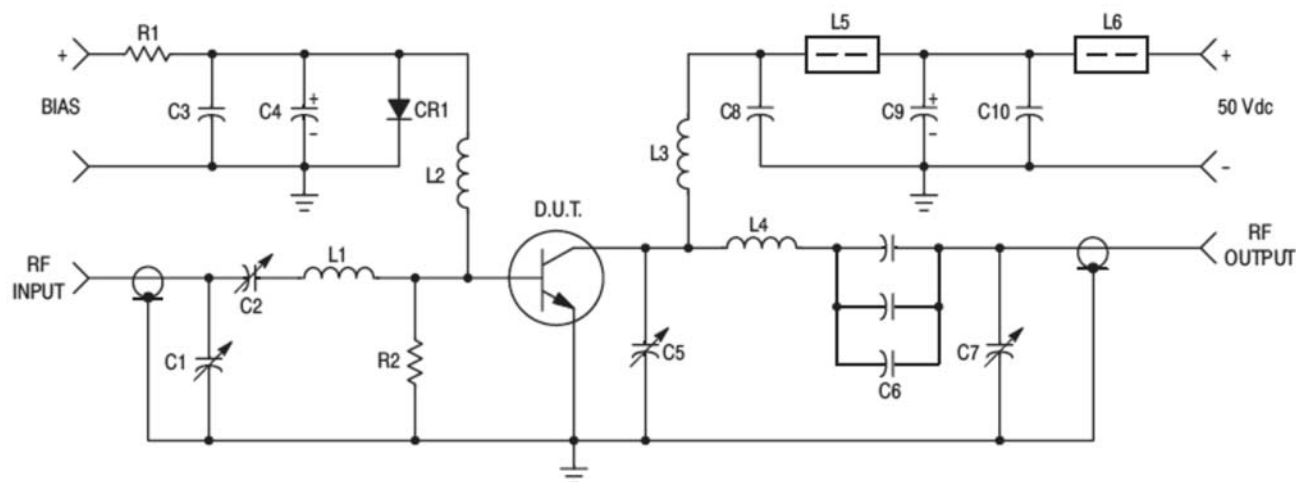 R1
L5
L6
+
+
BIAS
C3
C4
+
–
CR1
C8
C9
+
–
C10
50 Vdc
L2
L3
–
D.U.T.
L4
RF
INPUT
L1
RF
OUTPUT
C2
C1
R2
C5
C6
C7